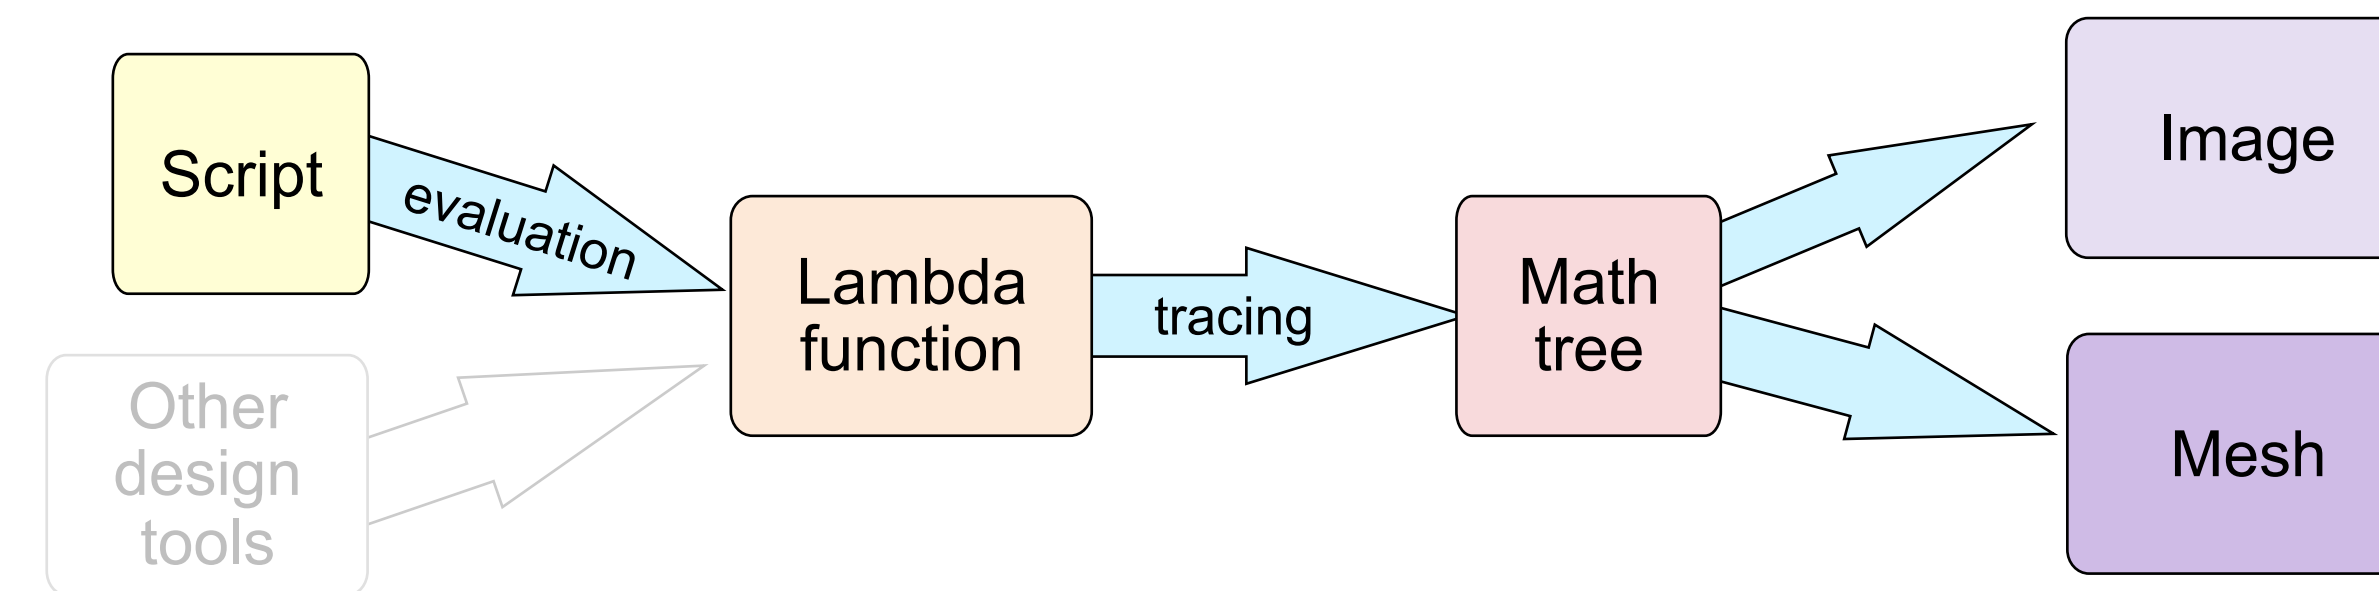 Script
evaluation
Other
design
tools
Lambda
function
tracing
Math
tree
Image
Mesh